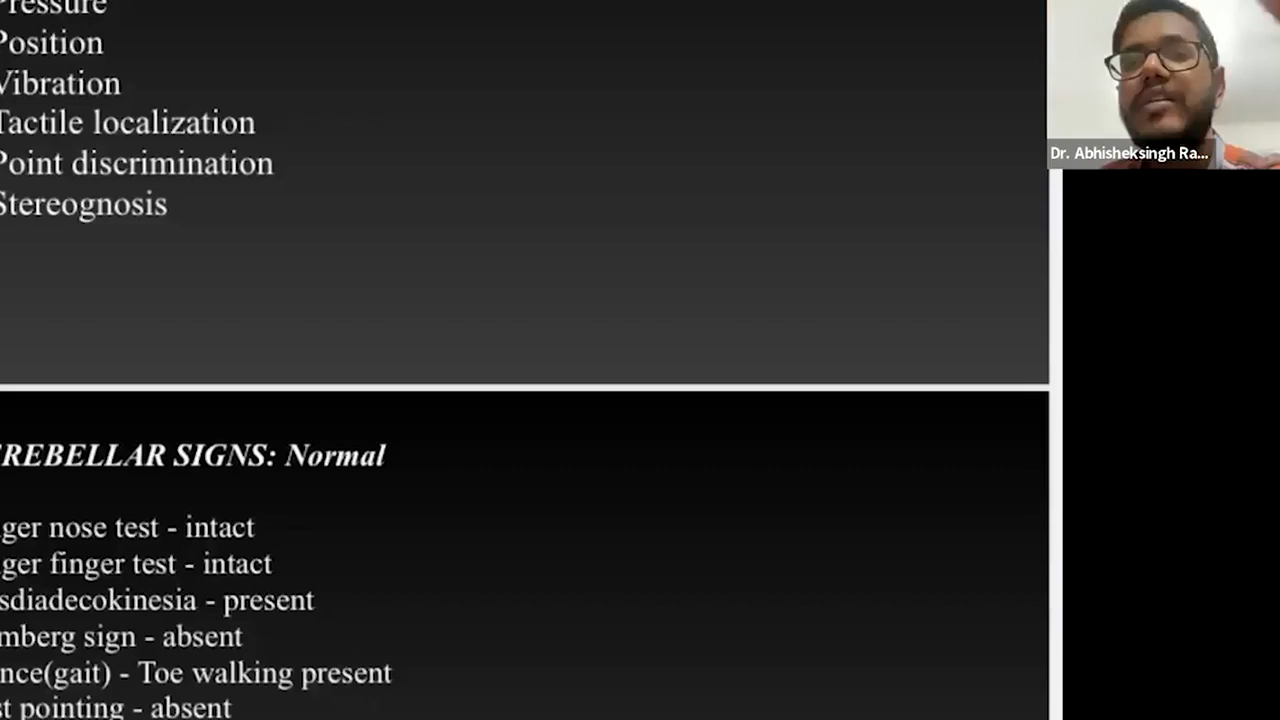 Pressure
Position
Vibration
Tactile localization
Point discrimination
Stereognosis
Dr. Abhisheksingh Ra...
REBELLAR SIGNS: Normal
ger nose test - intact
ger finger test - intact
sdiadecokinesia - present
mberg sign - absent
nce(gait) - Toe walking present
st pointing - absent